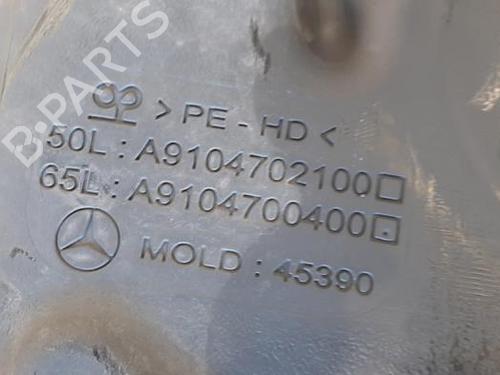 B-PARTS
> PE - HD <
50L : A9104702100□
65L : A9104700400□
MOLD : 45390